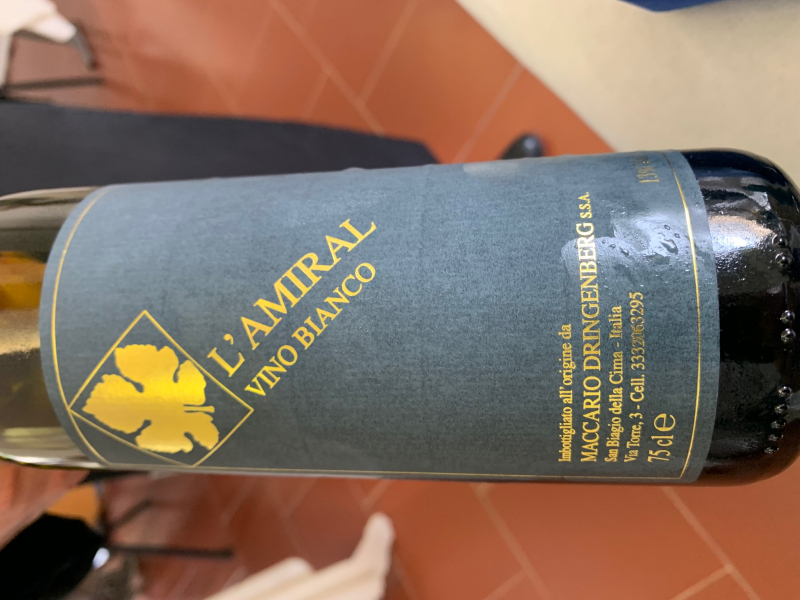 L'AMIRAL
VINO BIANCO
Imbottigliato all'origine da
MACCARIO DRINGENBERG S.S.A.
San Biagio della Cima - Italia
Via Torre, 3 - Cell. 3332063295
75 cl e